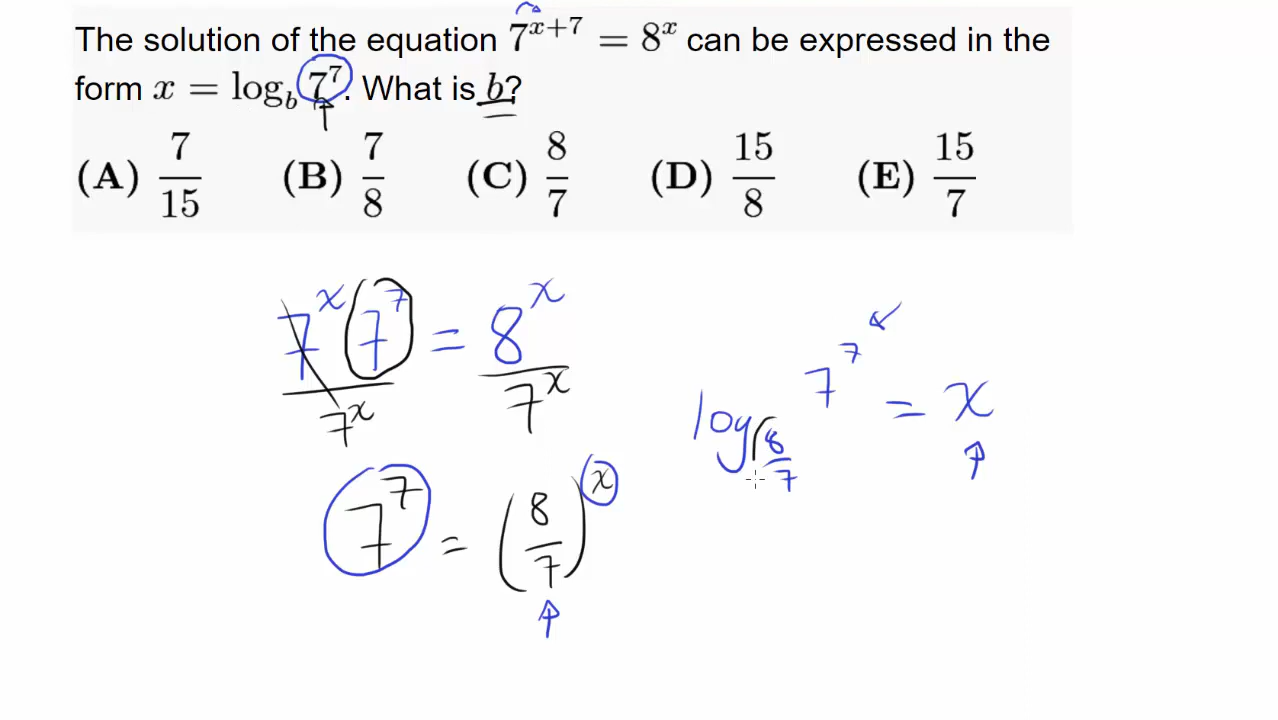 The solution of the equation 7^{x+7} = 8^x can be expressed in the
form x = log_b 7^7. What is b?
(A) 7/15 (B) 7/8 (C) 8/7 (D) 15/8 (E) 15/7
7^x (7^7) = 8^x
7^x 7^x
7^7 = (8/7)^x
log_{8/7} 7^7 = x